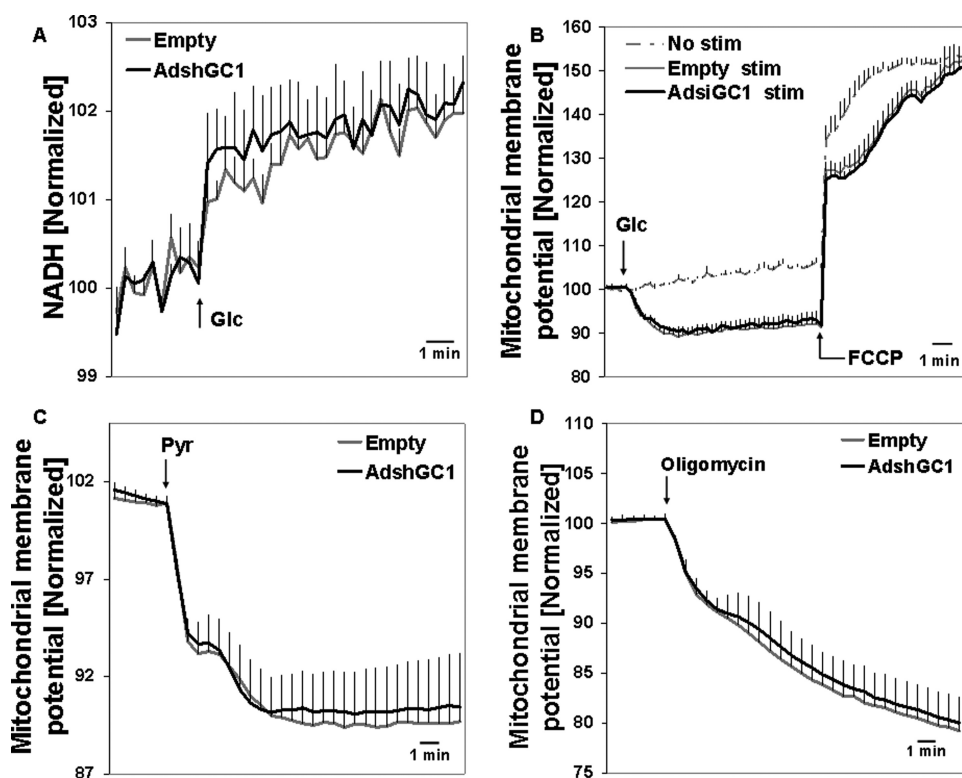 A
Empty
AdshGC1
NADH [Normalized]
103
102
101
100
99
Glc
1 min
B
No stim
Empty stim
AdsiGC1 stim
Mitochondrial membrane
potential [Normalized]
160
150
140
130
120
110
100
90
80
Glc
FCCP
1 min
C
Pyr
Empty
AdshGC1
Mitochondrial membrane
potential [Normalized]
102
97
92
87
1 min
D
Oligomycin
Empty
AdshGC1
Mitochondrial membrane
potential [Normalized]
110
105
100
95
90
85
80
75
1 min